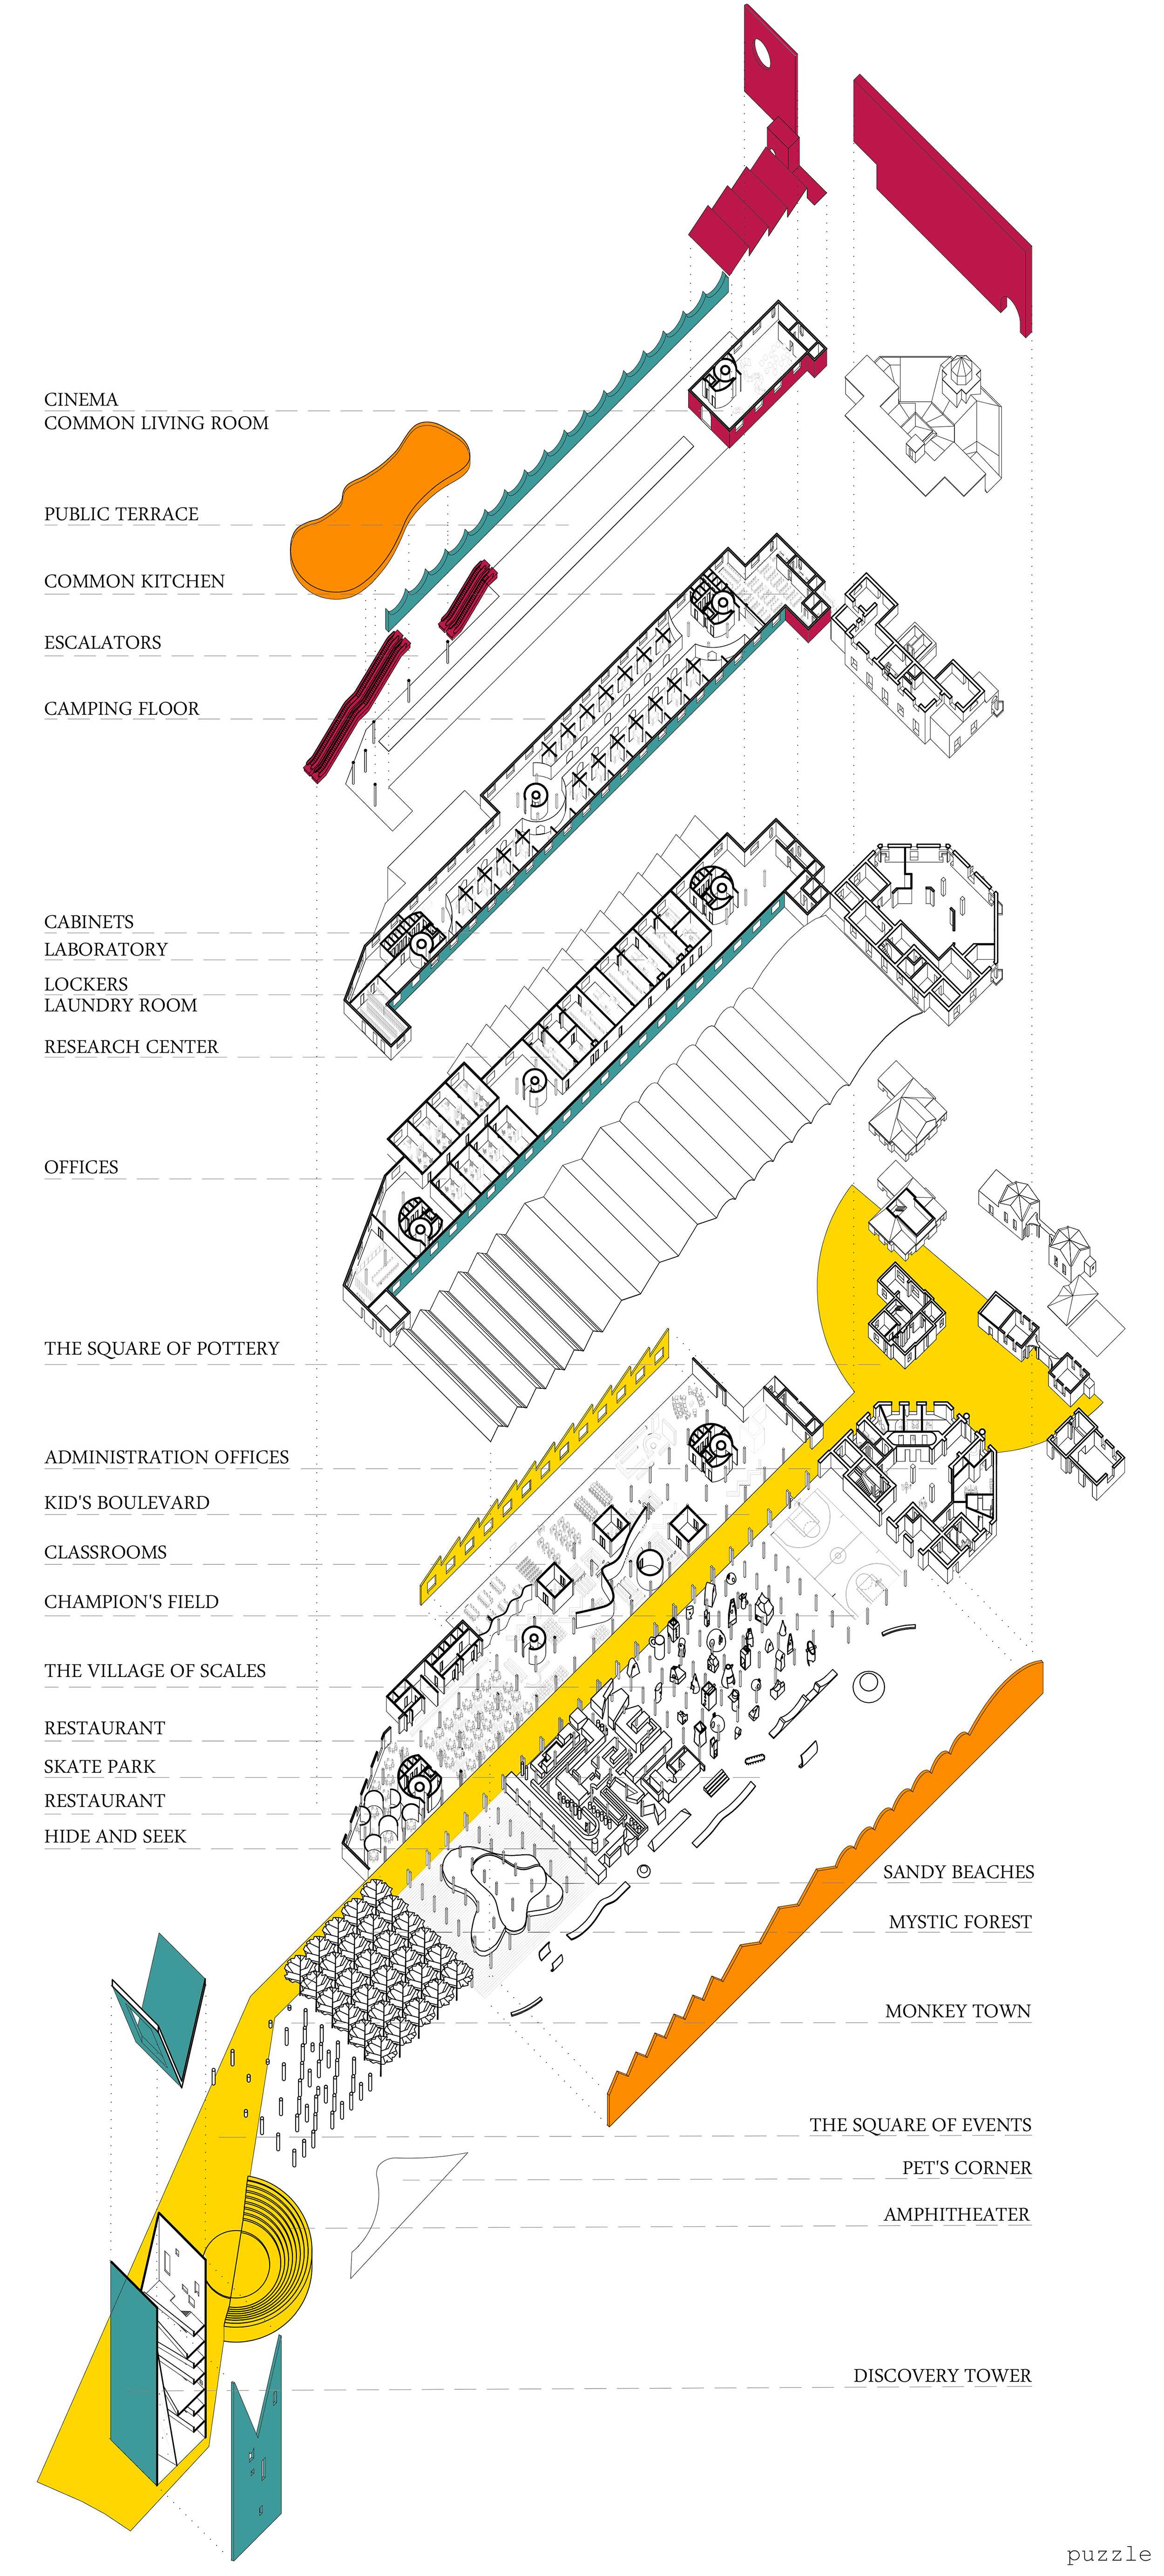 CINEMA
COMMON LIVING ROOM
PUBLIC TERRACE
COMMON KITCHEN
ESCALATORS
CAMPING FLOOR
CABINETS
LABORATORY
LOCKERS
LAUNDRY ROOM
RESEARCH CENTER
OFFICES
THE SQUARE OF POTTERY
ADMINISTRATION OFFICES
KID'S BOULEVARD
CLASSROOMS
CHAMPION'S FIELD
THE VILLAGE OF SCALES
RESTAURANT
SKATE PARK
RESTAURANT
HIDE AND SEEK
SANDY BEACHES
MYSTIC FOREST
MONKEY TOWN
THE SQUARE OF EVENTS
PET'S CORNER
AMPHITHEATER
DISCOVERY TOWER
puzzle